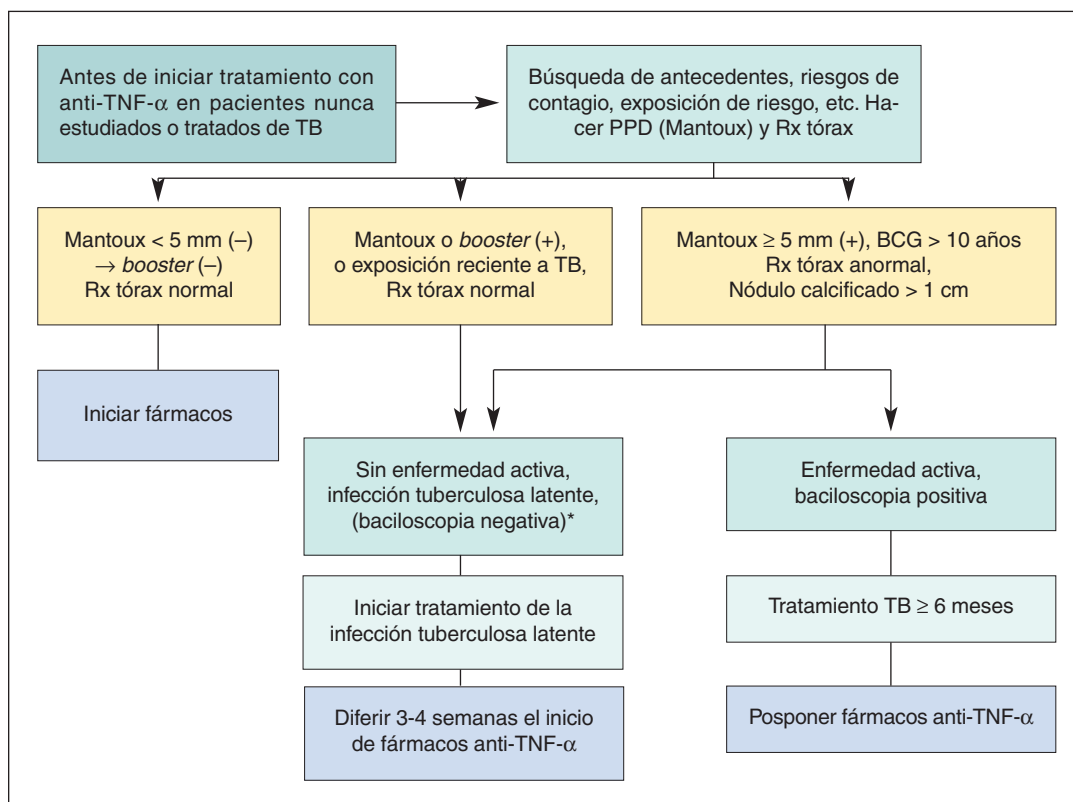 Antes de iniciar tratamiento con
anti-TNF-α en pacientes nunca
estudiados o tratados de TB
Búsqueda de antecedentes, riesgos de
contagio, exposición de riesgo, etc. Ha-
cer PPD (Mantoux) y Rx tórax
Mantoux < 5 mm (–)
→ booster (–)
Rx tórax normal
Mantoux o booster (+),
o exposición reciente a TB,
Rx tórax normal
Mantoux ≥ 5 mm (+), BCG > 10 años
Rx tórax anormal,
Nódulo calcificado > 1 cm
Iniciar fármacos
Sin enfermedad activa,
infección tuberculosa latente,
(baciloscopia negativa)*
Enfermedad activa,
baciloscopia positiva
Iniciar tratamiento de la
infección tuberculosa latente
Tratamiento TB ≥ 6 meses
Diferir 3-4 semanas el inicio
de fármacos anti-TNF-α
Posponer fármacos anti-TNF-α